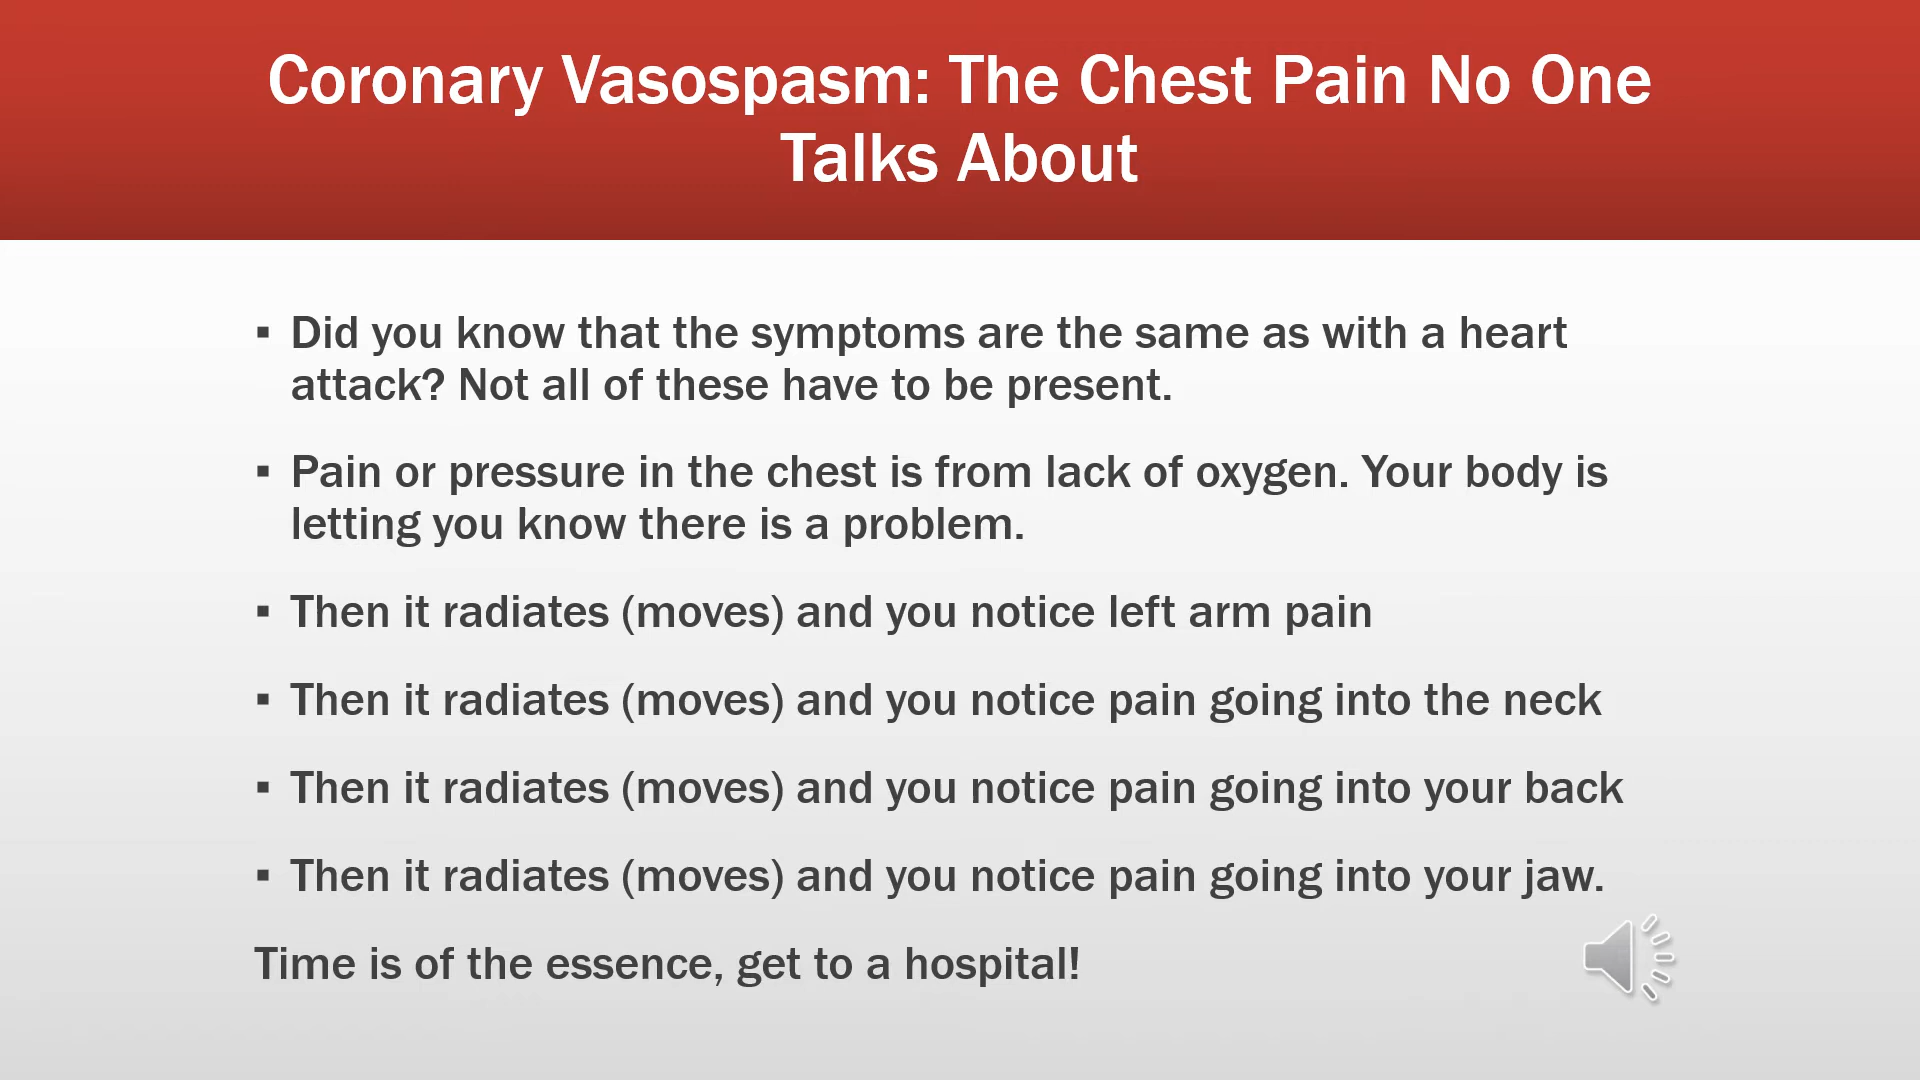 Coronary Vasospasm: The Chest Pain No One
Talks About
▪ Did you know that the symptoms are the same as with a heart
attack? Not all of these have to be present.
▪ Pain or pressure in the chest is from lack of oxygen. Your body is
letting you know there is a problem.
▪ Then it radiates (moves) and you notice left arm pain
▪ Then it radiates (moves) and you notice pain going into the neck
▪ Then it radiates (moves) and you notice pain going into your back
▪ Then it radiates (moves) and you notice pain going into your jaw.
Time is of the essence, get to a hospital!